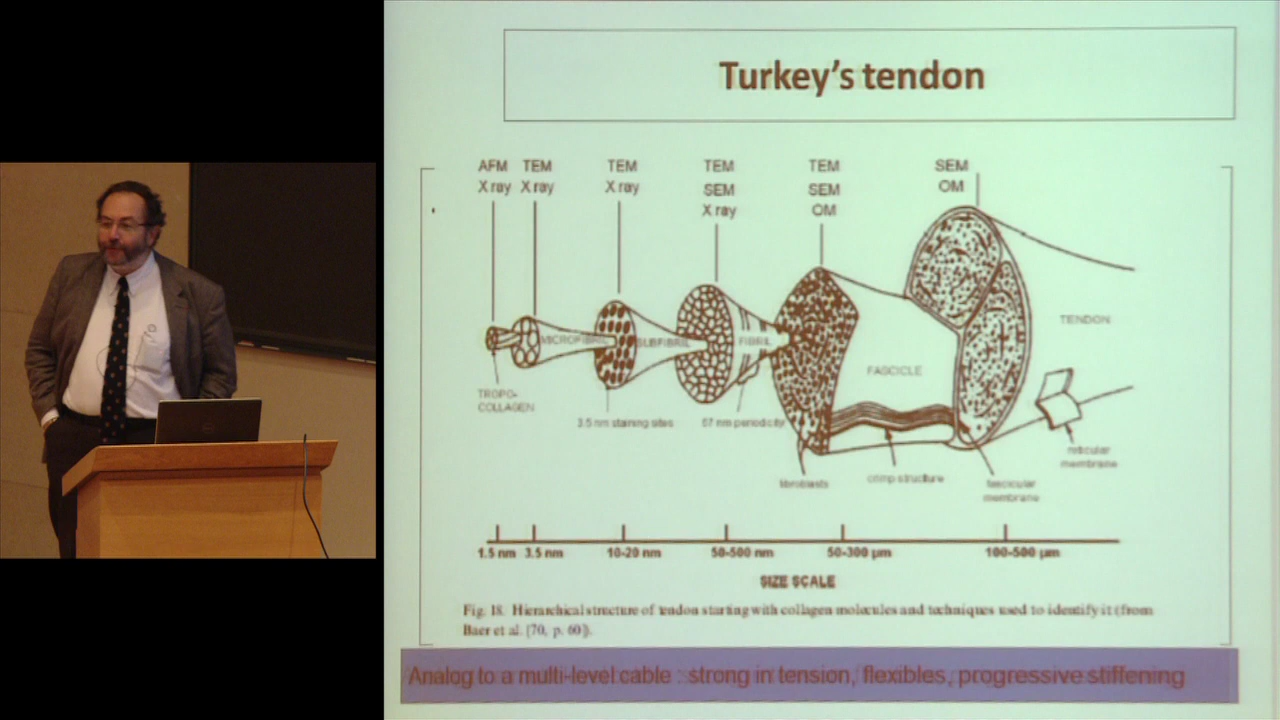 Turkey's tendon
AFM TEM TEM TEM TEM SEM
X ray X ray X ray SEM SEM OM
X ray OM
TENDON
MICROFIBRIL SUBFIBRIL FIBRIL
FASCICLE
TROPO-
COLLAGEN
3.5 nm staining sites 67 nm periodicity
reticular
membrane
fibroblasts crimp structure fascicular
membrane
1.5 nm 3.5 nm 10-20 nm 50-500 nm 50-300 µm 100-500 µm
SIZE SCALE
Fig. 18. Hierarchical structure of tendon starting with collagen molecules and techniques used to identify it (from
Baer et al. [70, p. 60]).
Analog to a multi-level cable : strong in tension, flexibles, progressive stiffening